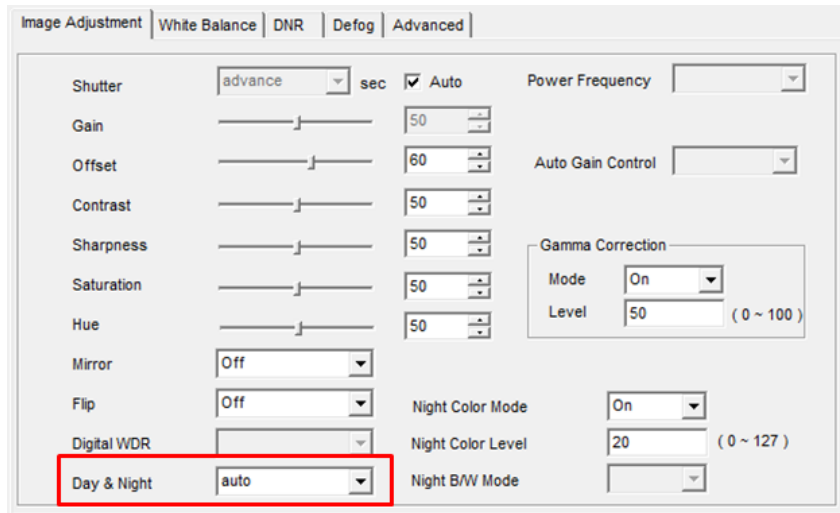 Image Adjustment White Balance DNR Defog Advanced
Shutter advance sec Auto Power Frequency
Gain 50
Offset 60 Auto Gain Control
Contrast 50
Sharpness 50 Gamma Correction
Saturation 50 Mode On
Hue 50 Level 50 ( 0 ~ 100 )
Mirror Off
Flip Off Night Color Mode On
Digital WDR Night Color Level 20 ( 0 ~ 127 )
Day & Night auto Night B/W Mode